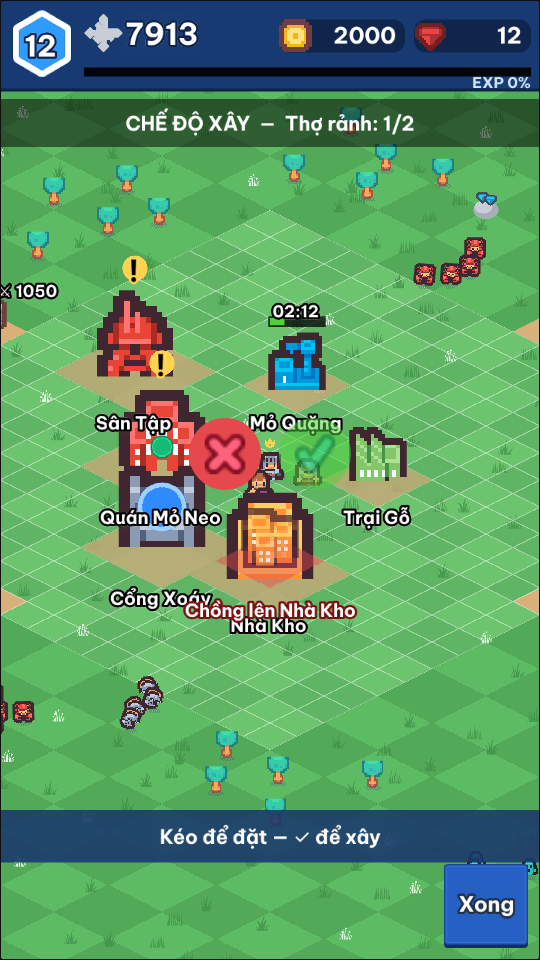 12
7913
2000
12
EXP 0%
CHẾ ĐỘ XÂY — Thợ rảnh: 1/2
1050
02:12
Sân Tập
Mỏ Quặng
Quán Mỏ Neo
Trại Gỗ
Cổng Xoáy
Chồng lên Nhà Kho
Nhà Kho
Kéo để đặt — ✓ để xây
Xong